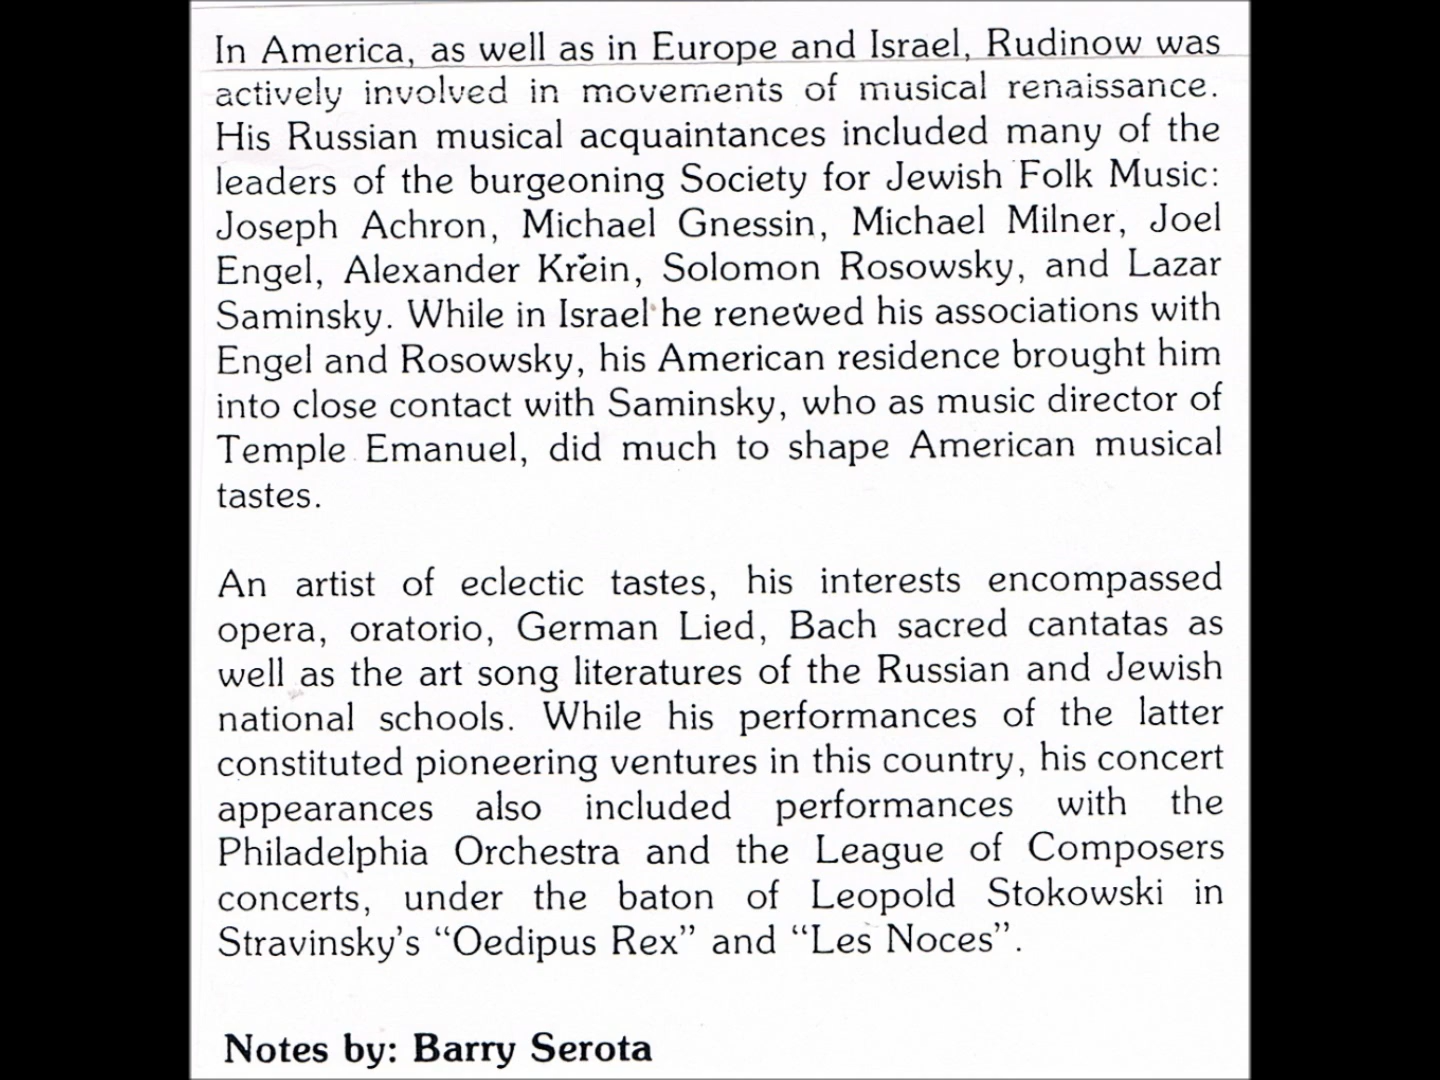 In America, as well as in Europe and Israel, Rudinow was
actively involved in movements of musical renaissance.
His Russian musical acquaintances included many of the
leaders of the burgeoning Society for Jewish Folk Music:
Joseph Achron, Michael Gnessin, Michael Milner, Joel
Engel, Alexander Krein, Solomon Rosowsky, and Lazar
Saminsky. While in Israel he renewed his associations with
Engel and Rosowsky, his American residence brought him
into close contact with Saminsky, who as music director of
Temple Emanuel, did much to shape American musical
tastes.
An artist of eclectic tastes, his interests encompassed
opera, oratorio, German Lied, Bach sacred cantatas as
well as the art song literatures of the Russian and Jewish
national schools. While his performances of the latter
constituted pioneering ventures in this country, his concert
appearances also included performances with the
Philadelphia Orchestra and the League of Composers
concerts, under the baton of Leopold Stokowski in
Stravinsky's “Oedipus Rex” and “Les Noces”.
Notes by: Barry Serota